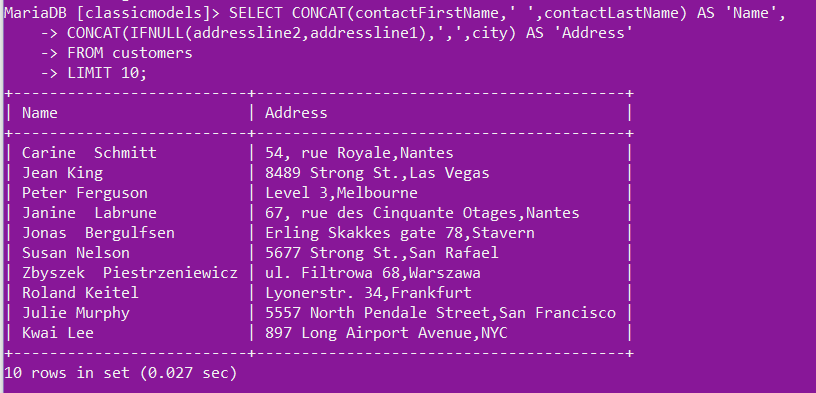 MariaDB [classicmodels]> SELECT CONCAT(contactFirstName,' ',contactLastName) AS 'Name',
    -> CONCAT(IFNULL(addressline2,addressline1),',',city) AS 'Address'
    -> FROM customers
    -> LIMIT 10;
+--------------------------+-----------------------------------------+
| Name                     | Address                                 |
+--------------------------+-----------------------------------------+
| Carine  Schmitt          | 54, rue Royale,Nantes                   |
| Jean King                | 8489 Strong St.,Las Vegas               |
| Peter Ferguson           | Level 3,Melbourne                       |
| Janine  Labrune          | 67, rue des Cinquante Otages,Nantes     |
| Jonas  Bergulfsen        | Erling Skakkes gate 78,Stavern          |
| Susan Nelson             | 5677 Strong St.,San Rafael              |
| Zbyszek  Piestrzeniewicz | ul. Filtrowa 68,Warszawa                |
| Roland Keitel            | Lyonerstr. 34,Frankfurt                 |
| Julie Murphy             | 5557 North Pendale Street,San Francisco |
| Kwai Lee                 | 897 Long Airport Avenue,NYC             |
+--------------------------+-----------------------------------------+
10 rows in set (0.027 sec)